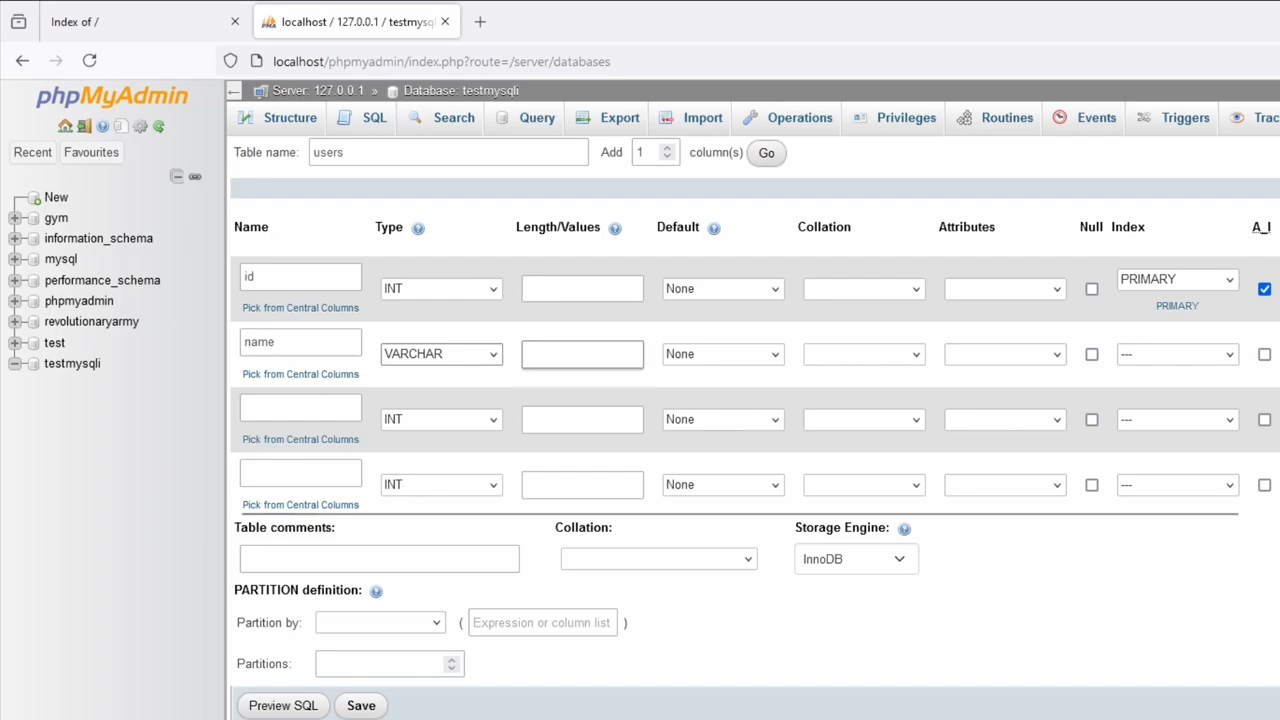 Index of /
localhost / 127.0.0.1 / testmysqli
localhost/phpmyadmin/index.php?route=/server/databases
phpMyAdmin
Recent
Favourites
New
gym
information_schema
mysql
performance_schema
phpmyadmin
revolutionaryarmy
test
testmysqli
Server: 127.0.0.1 » Database: testmysqli
Structure SQL Search Query Export Import Operations Privileges Routines Events Triggers Trac
Table name: users Add 1 column(s) Go
Name Type Length/Values Default Collation Attributes Null Index A_I
id INT None PRIMARY
Pick from Central Columns PRIMARY
name VARCHAR None ---
Pick from Central Columns
INT None ---
Pick from Central Columns
INT None ---
Pick from Central Columns
Table comments: Collation: Storage Engine:
InnoDB
PARTITION definition:
Partition by: ( Expression or column list )
Partitions:
Preview SQL Save